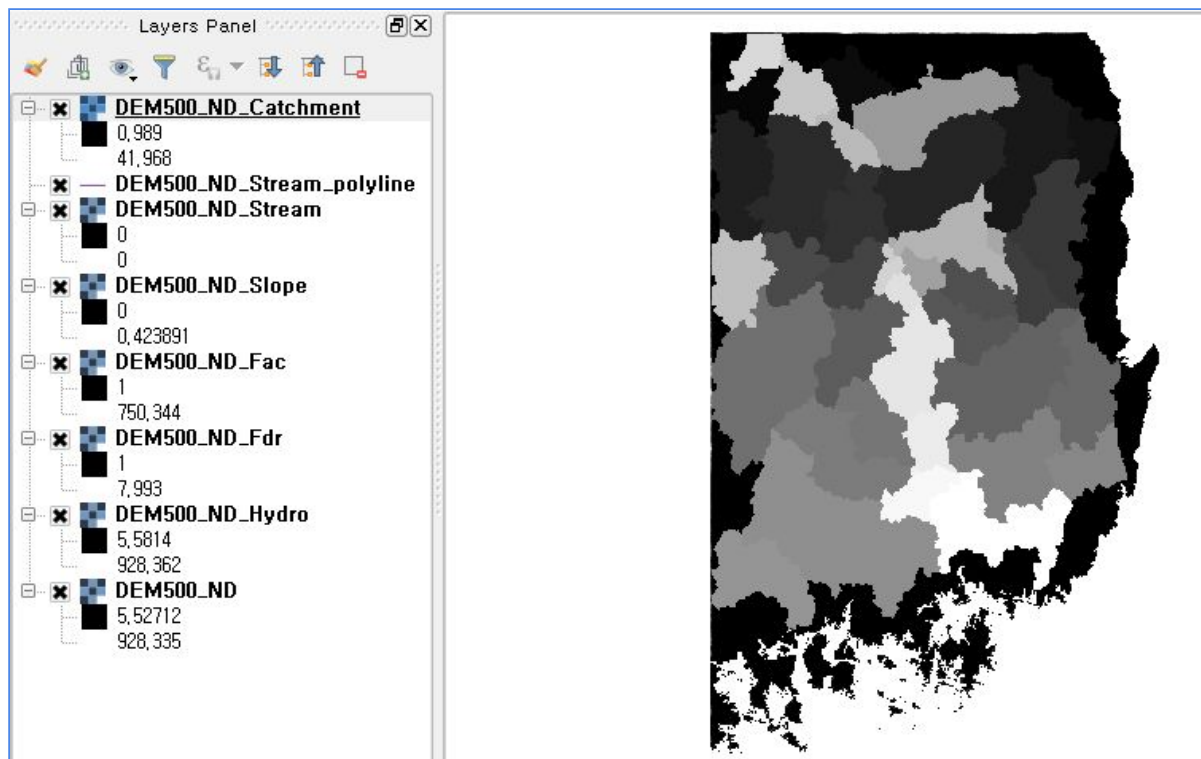 Layers Panel
DEM500_ND_Catchment
0,989
41,968
DEM500_ND_Stream_polyline
DEM500_ND_Stream
0
0
DEM500_ND_Slope
0
0,423891
DEM500_ND_Fac
1
750,344
DEM500_ND_Fdr
1
7,993
DEM500_ND_Hydro
5,5814
928,362
DEM500_ND
5,52712
928,335